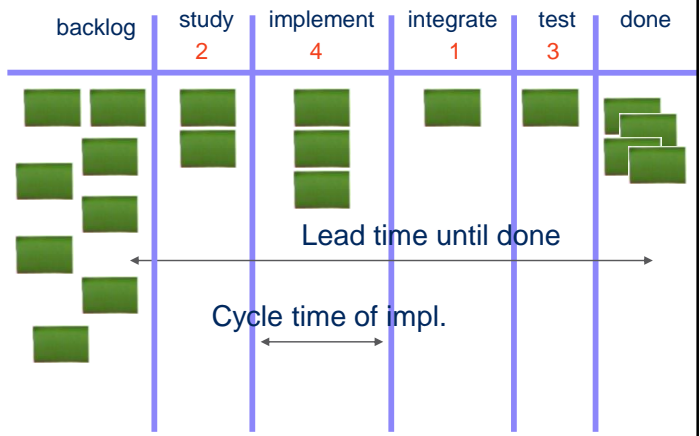 backlog
study
implement
integrate
test
done
2
4
1
3
Lead time until done
Cycle time of impl.